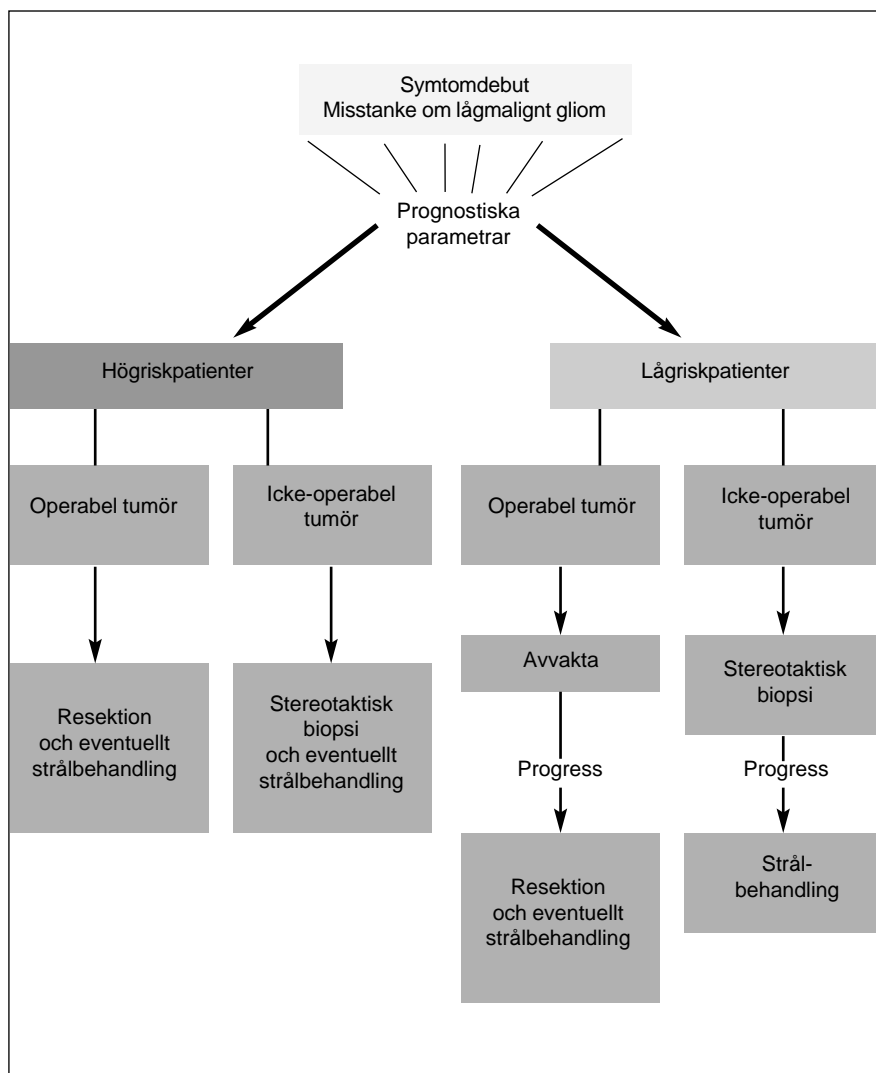 Symtomdebut
Misstanke om lågmalignt gliom
Prognostiska
parametrar
Högriskpatienter
Lågriskpatienter
Operabel tumör
Icke-operabel
tumör
Operabel tumör
Icke-operabel
tumör
Resektion
och eventuellt
strålbehandling
Stereotaktisk
biopsi
och eventuellt
strålbehandling
Avvakta
Stereotaktisk
biopsi
Progress
Progress
Resektion
och eventuellt
strålbehandling
Strål-
behandling